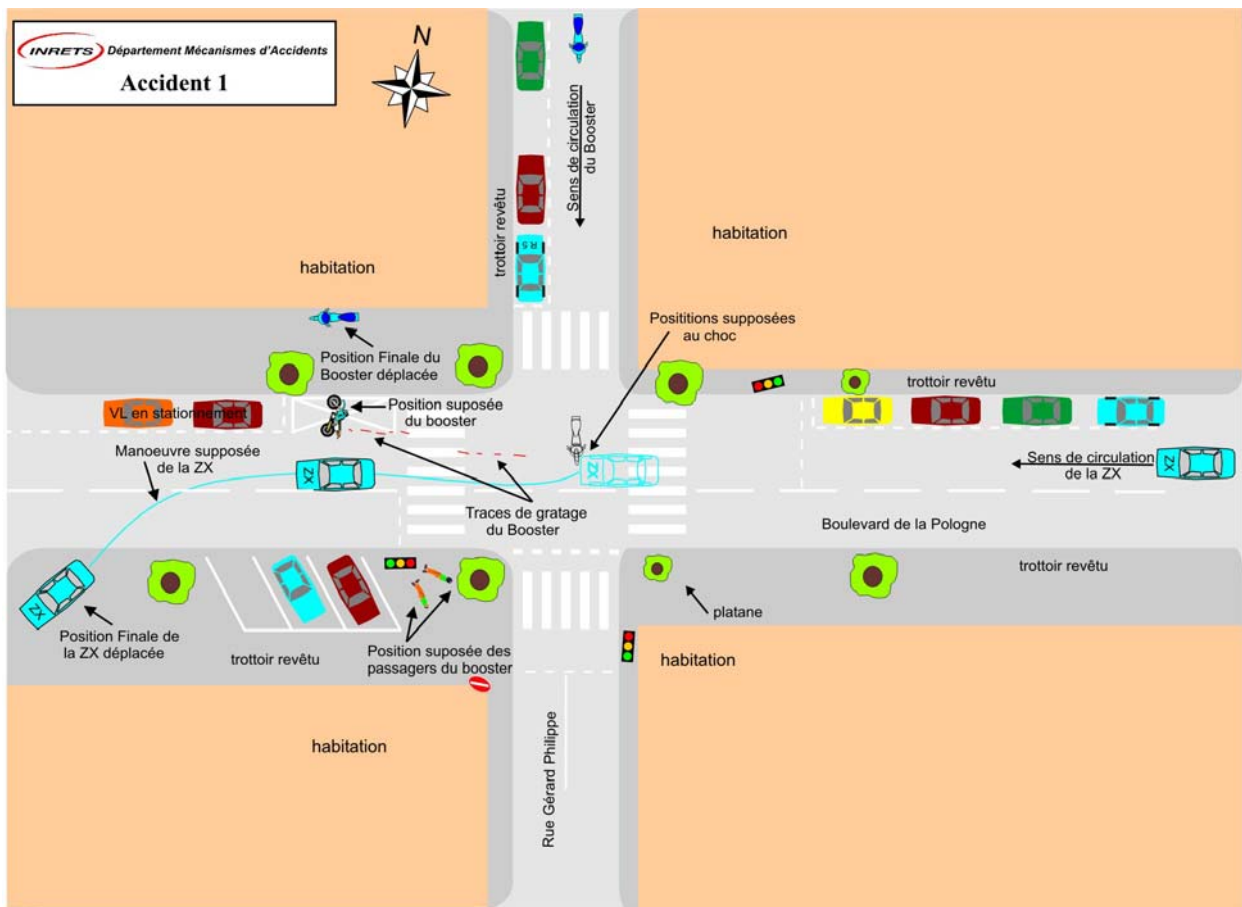 INRETS Département Mécanismes d'Accidents
Accident 1
N
Sens de circulation
du Booster
trottoir revêtu
R 5
habitation
habitation
Posititions supposées
au choc
Position Finale du
Booster déplacée
trottoir revêtu
VL en stationnement
Position suposée
du booster
Manoeuvre supposée
de la ZX
ZX
ZX
Sens de circulation
de la ZX
ZX
Traces de gratage
du Booster
Boulevard de la Pologne
trottoir revêtu
ZX
platane
Position Finale de
la ZX déplacée
trottoir revêtu
Position suposée des
passagers du booster
habitation
habitation
Rue Gérard Philippe